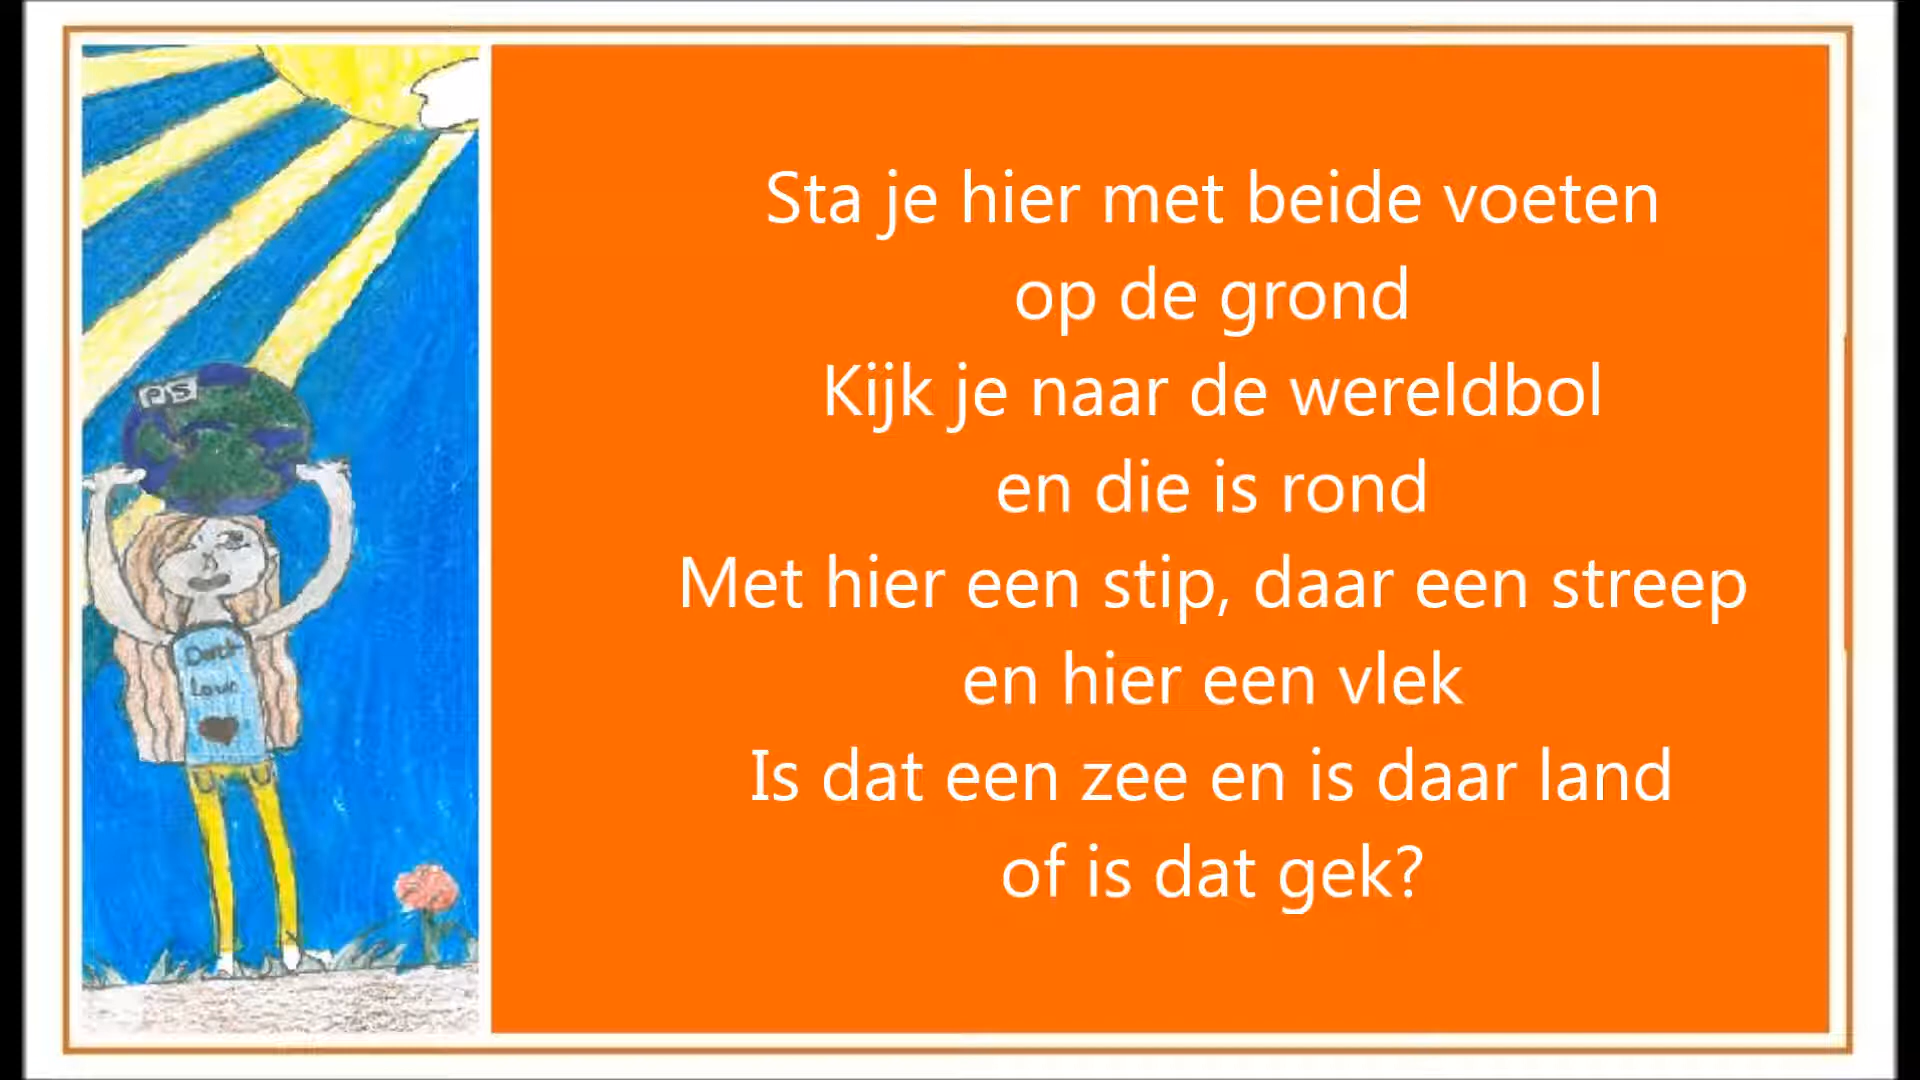 Sta je hier met beide voeten
op de grond
Kijk je naar de wereldbol
en die is rond
Met hier een stip, daar een streep
en hier een vlek
Is dat een zee en is daar land
of is dat gek?